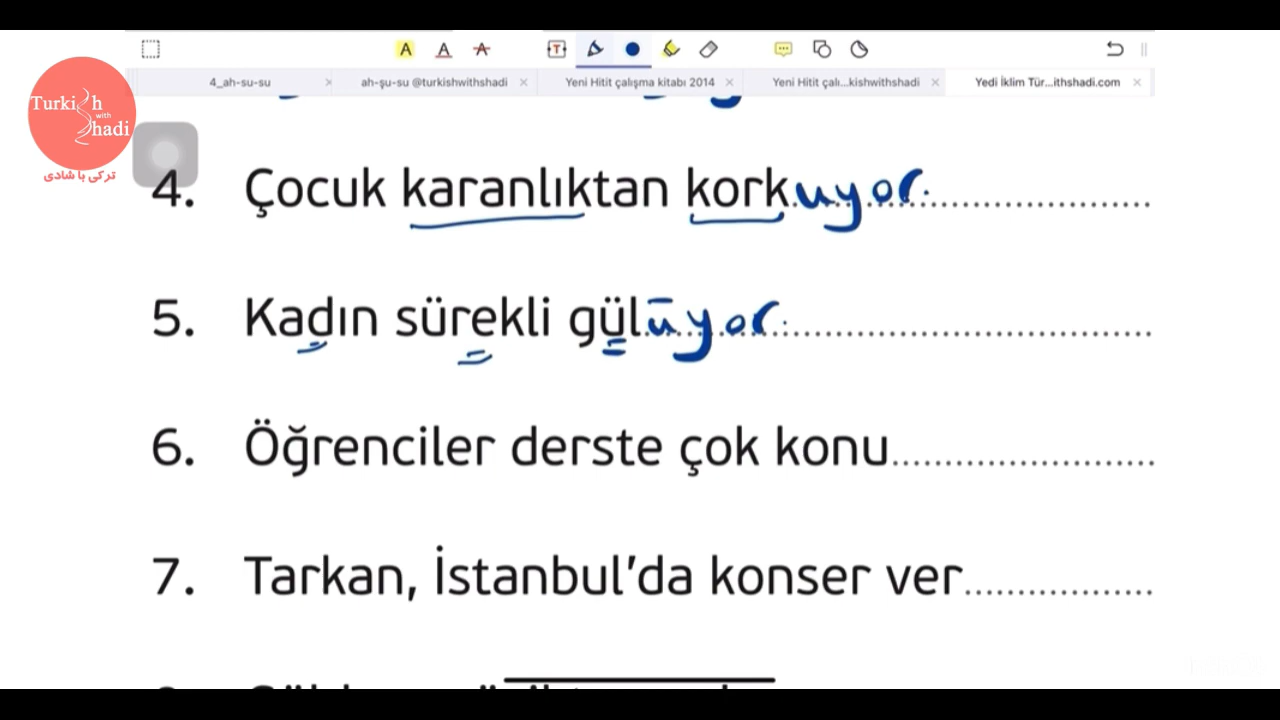 A A A T
4_ah-su-su × ah-şu-su @turkishwithshadi × Yeni Hitit çalışma kitabı 2014 × Yeni Hitit çalı...kishwithshadi × Yedi İklim Tür...ithshadi.com ×
Turkish
with
Shadi
ترکی با شادی
4. Çocuk karanlıktan korkuyor.
5. Kadın sürekli gülüyor.
6. Öğrenciler derste çok konu
7. Tarkan, İstanbul’da konser ver